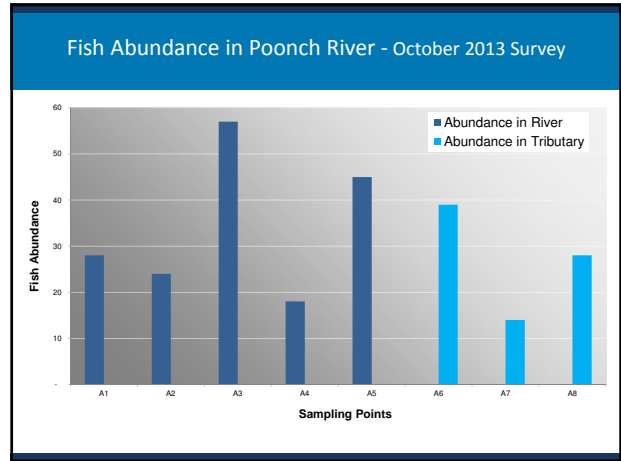 Fish Abundance in Poonch River - October 2013 Survey
60
50
40
30
20
10
-
Fish Abundance
Abundance in River
Abundance in Tributary
A1 A2 A3 A4 A5 A6 A7 A8
Sampling Points